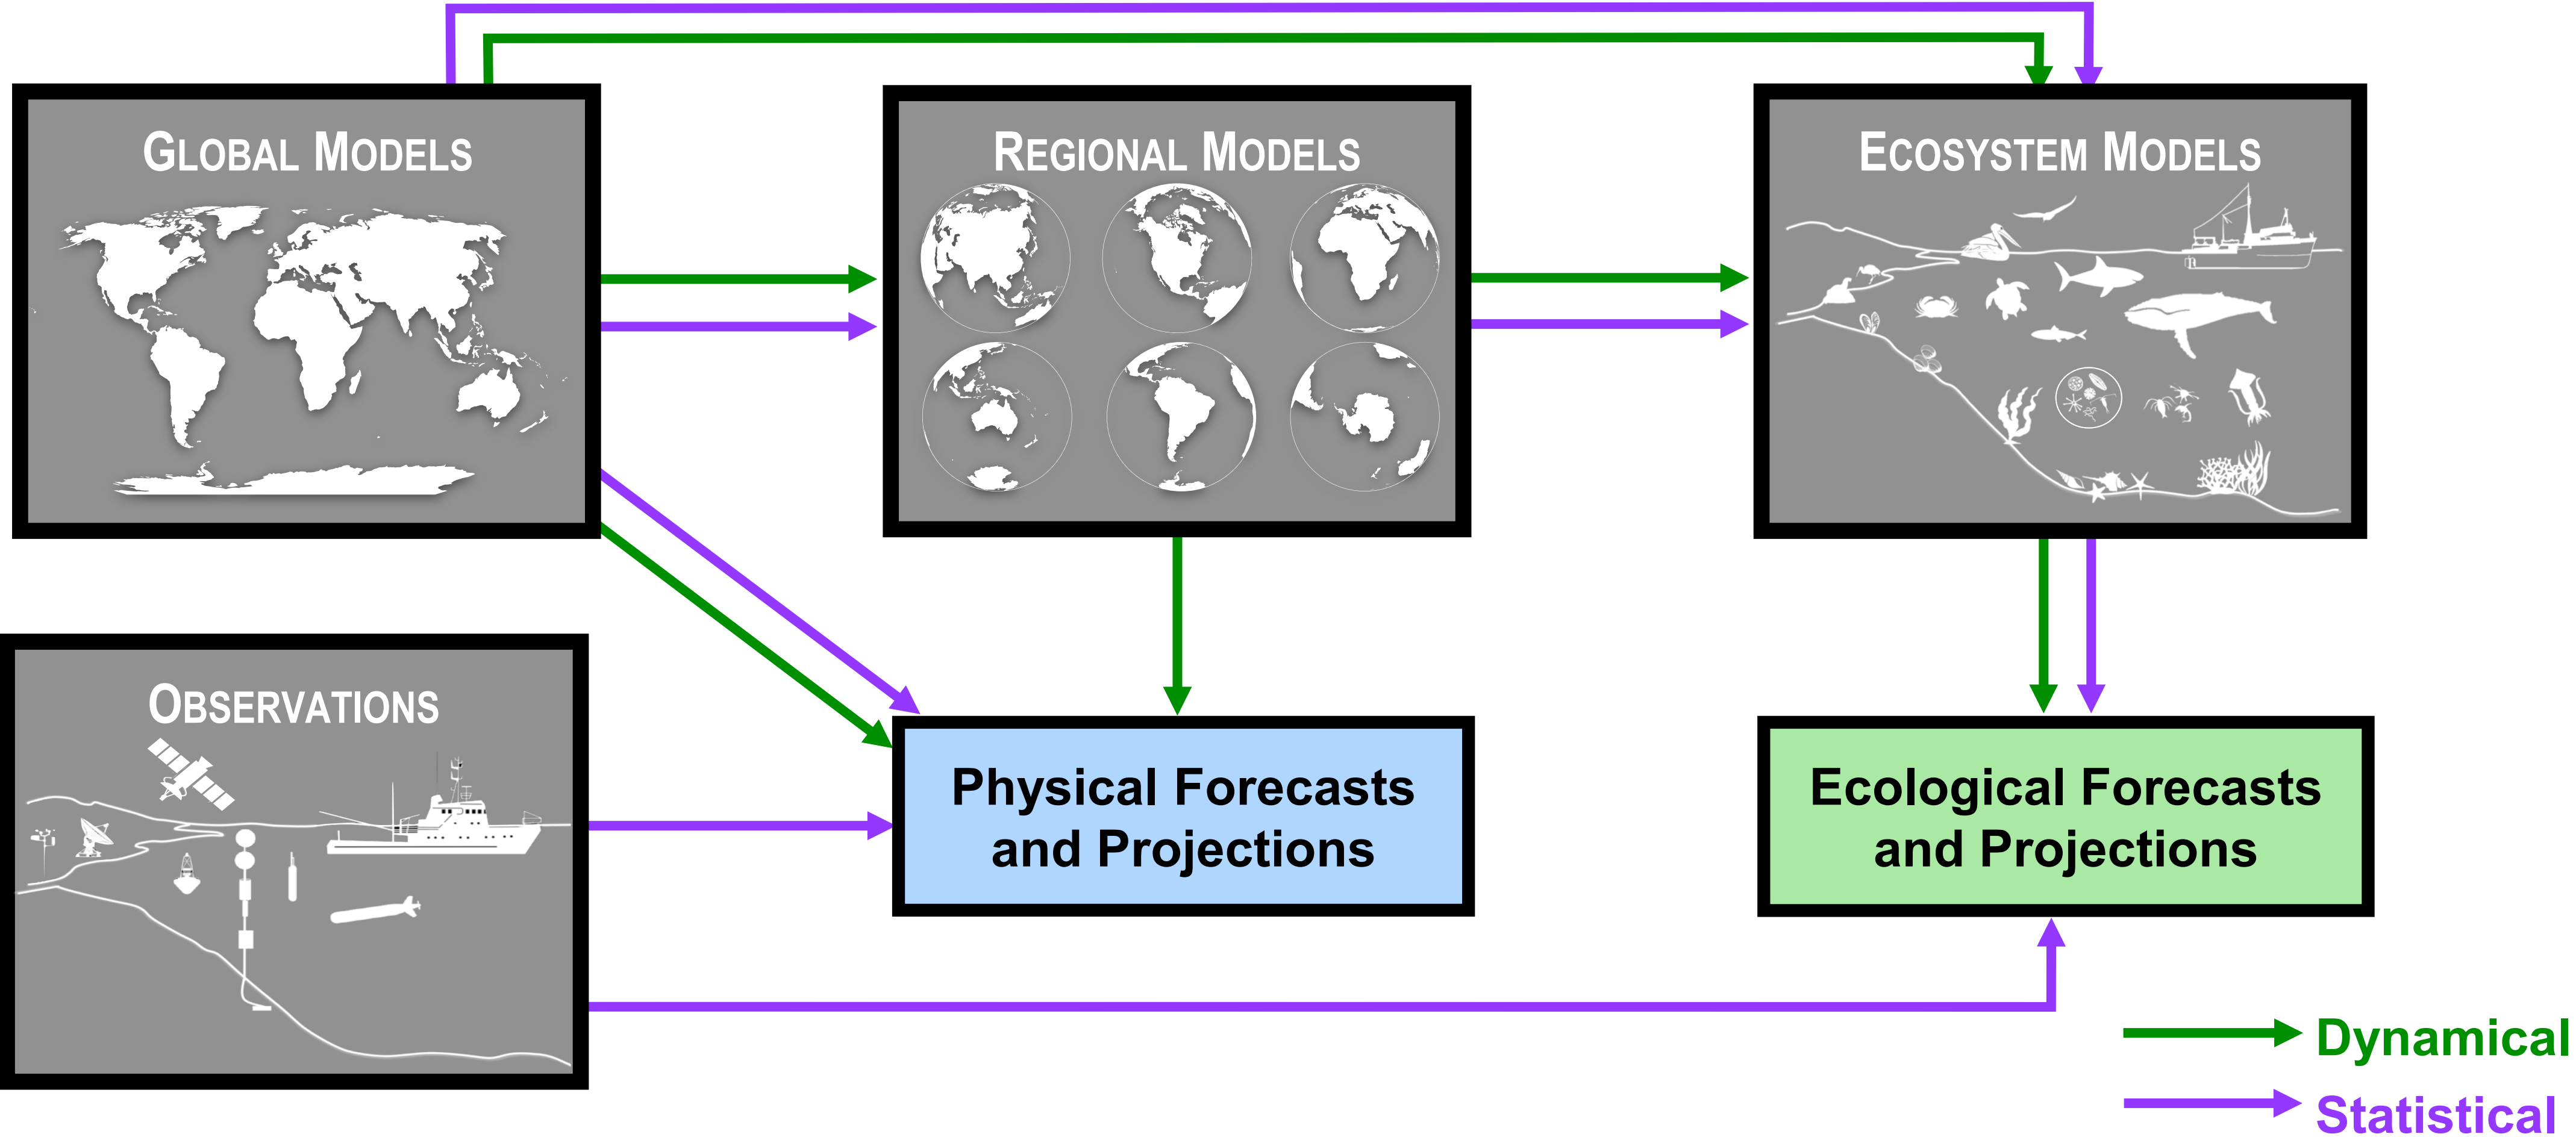 GLOBAL MODELS
REGIONAL MODELS
ECOSYSTEM MODELS
OBSERVATIONS
Physical Forecasts
and Projections
Ecological Forecasts
and Projections
Dynamical
Statistical